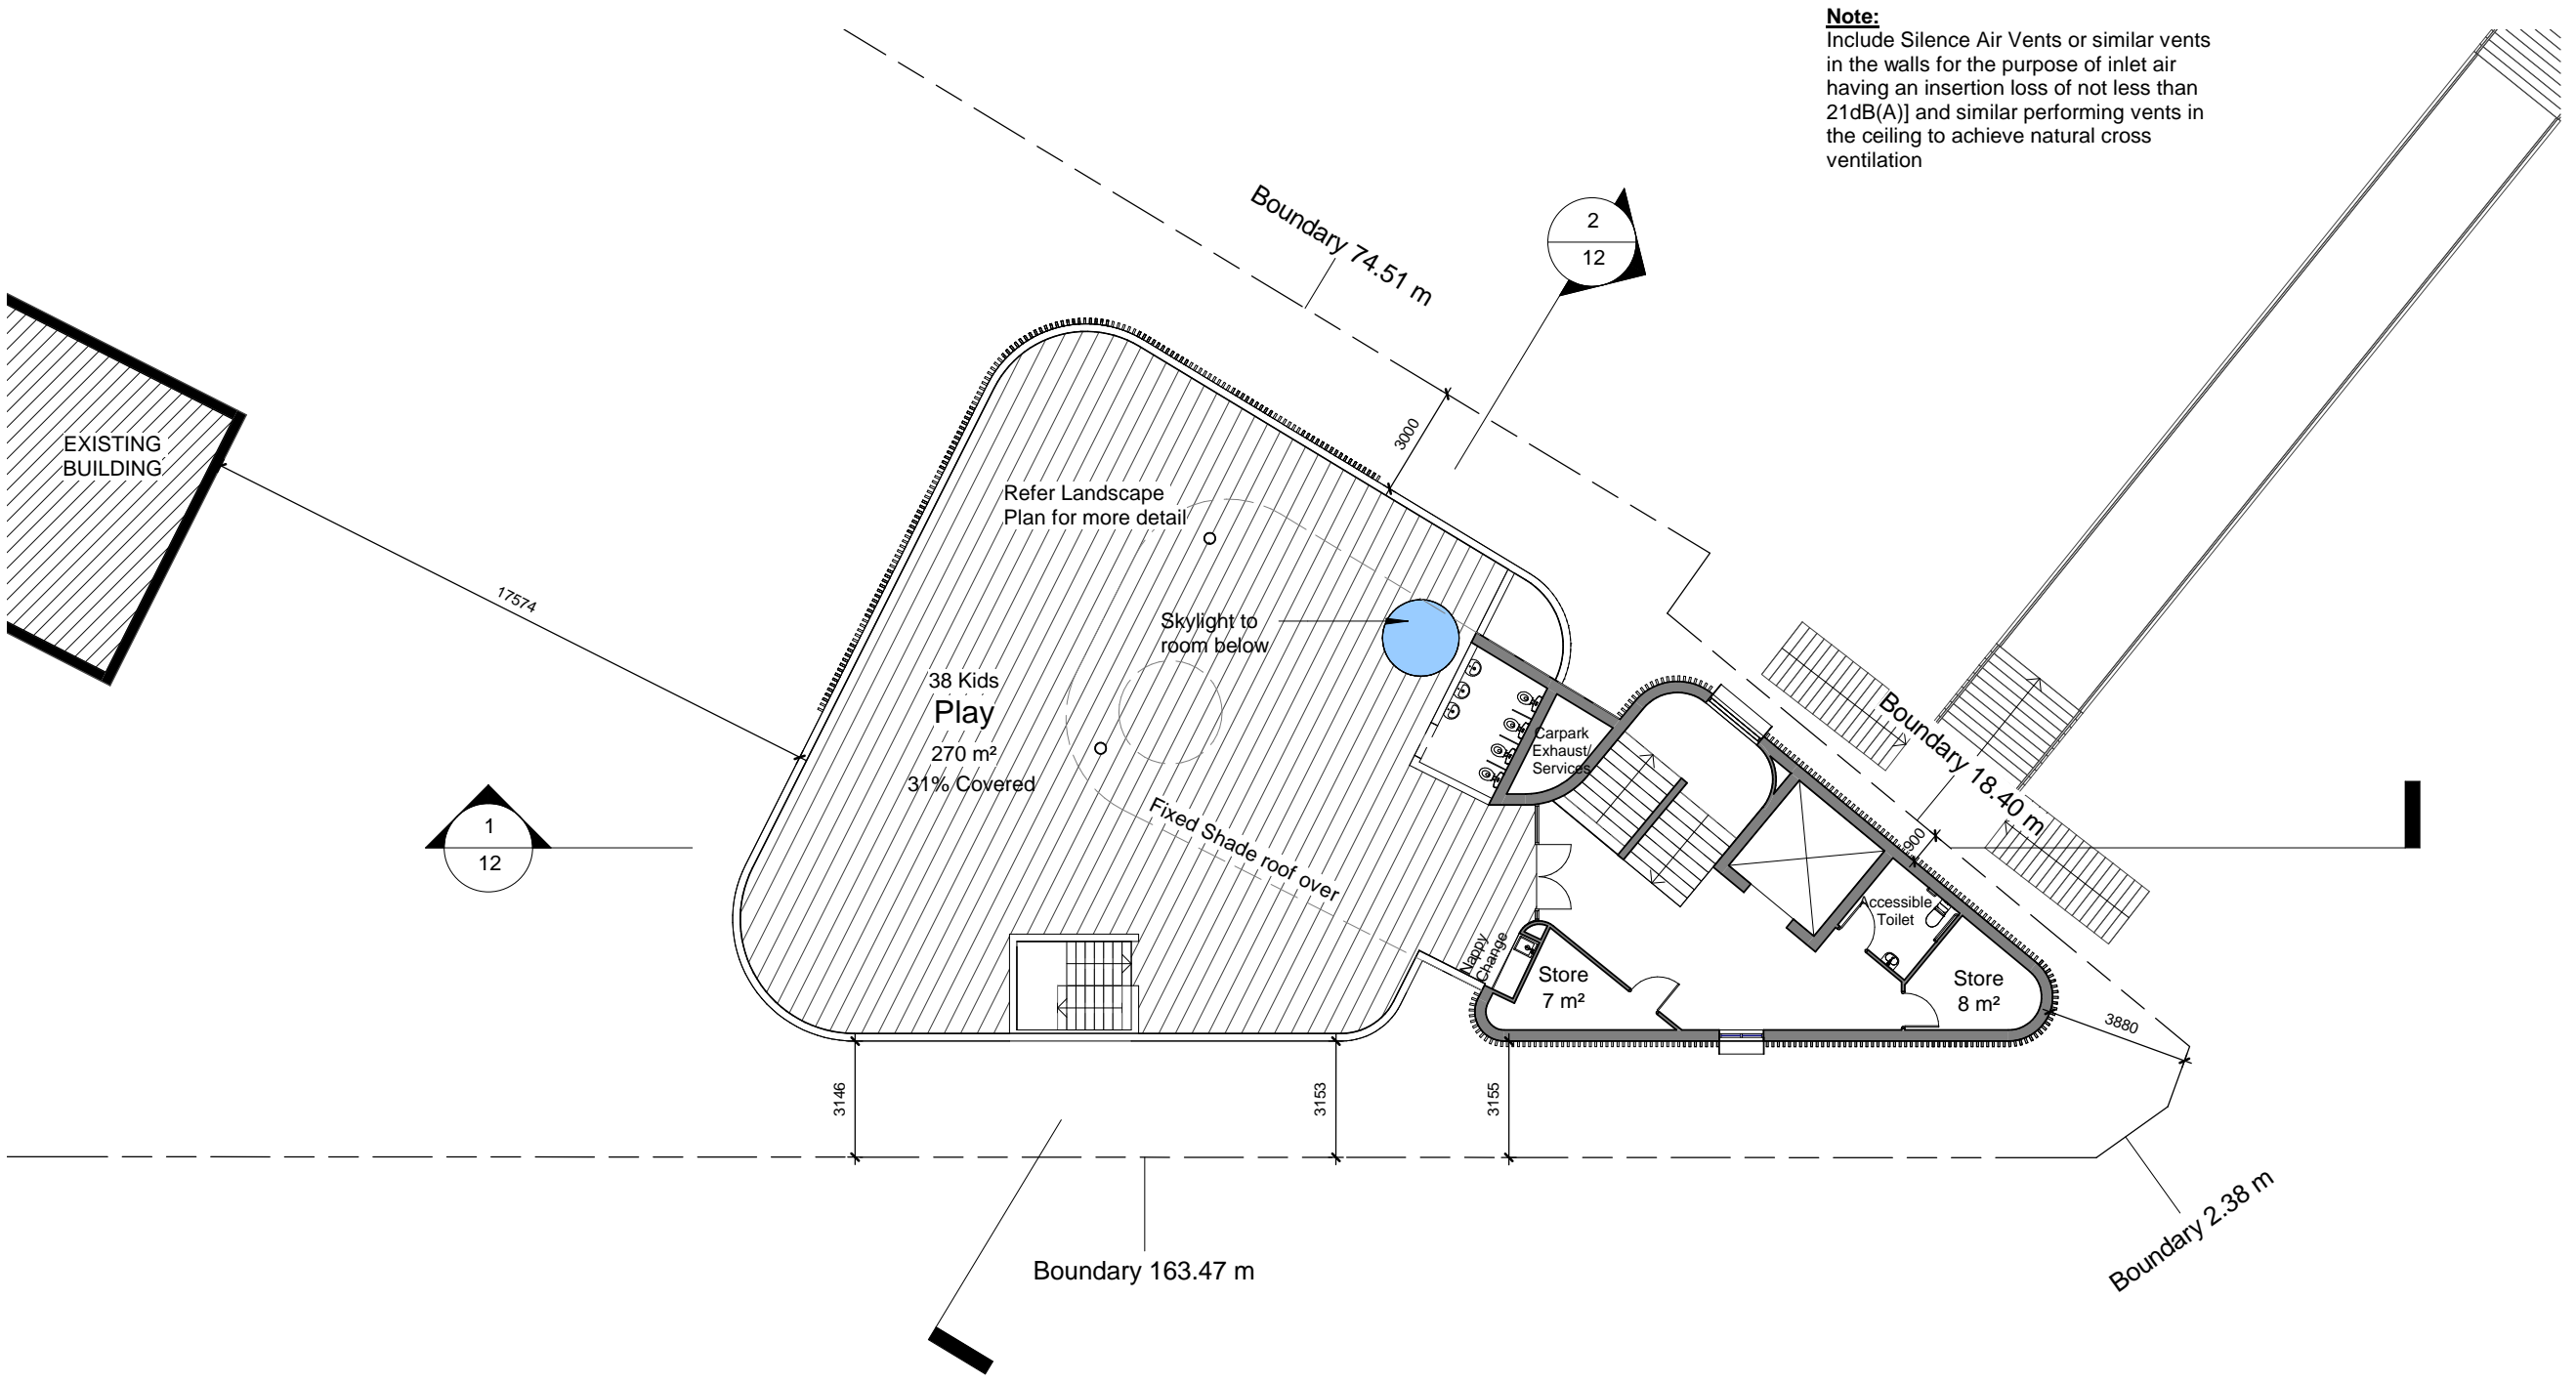 Note:
Include Silence Air Vents or similar vents
in the walls for the purpose of inlet air
having an insertion loss of not less than
21dB(A)] and similar performing vents in
the ceiling to achieve natural cross
ventilation
Boundary 74.51 m
2
12
EXISTING
BUILDING
3000
Refer Landscape
Plan for more detail
17574
Skylight to
room below
38 Kids
Play
270 m²
31% Covered
Carpark
Exhaust/
Services
Boundary 18.40 m
1
12
Fixed Shade roof over
900
Accessible
Toilet
Nappy
Change
Store
7 m²
Store
8 m²
3880
3146
3153
3155
Boundary 163.47 m
Boundary 2.38 m